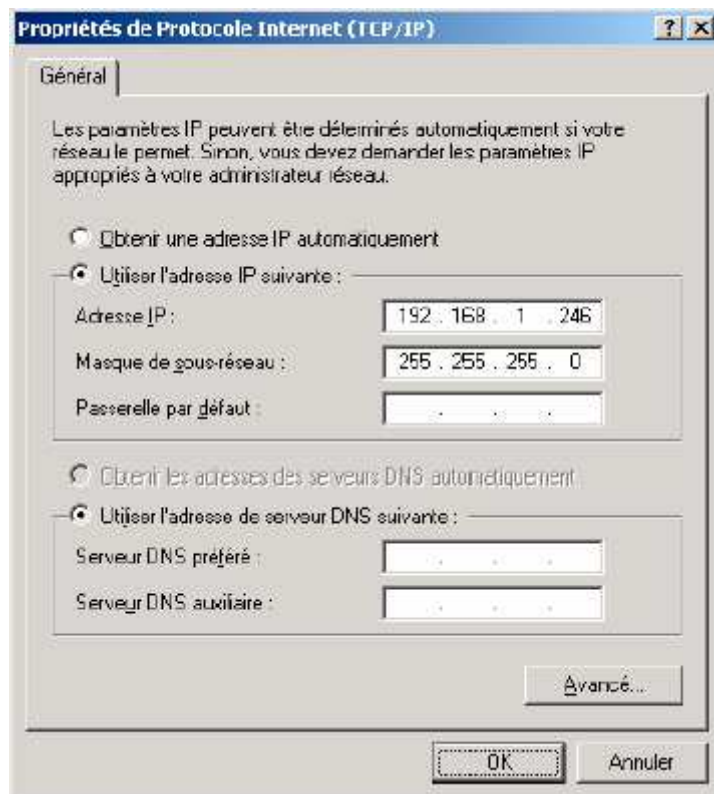 Propriétés de Protocole Internet (TCP/IP)
Général
Les paramètres IP peuvent être déterminés automatiquement si votre
réseau le permet. Sinon, vous devez demander les paramètres IP
appropriés à votre administrateur réseau.
Obtenir une adresse IP automatiquement
Utiliser l'adresse IP suivante :
Adresse IP : 192 . 168 . 1 . 246
Masque de sous-réseau : 255 . 255 . 255 . 0
Passerelle par défaut : . . .
Obtenir les adresses des serveurs DNS automatiquement
Utiliser l'adresse de serveur DNS suivante :
Serveur DNS préféré : . . .
Serveur DNS auxiliaire : . . .
Avancé...
OK Annuler